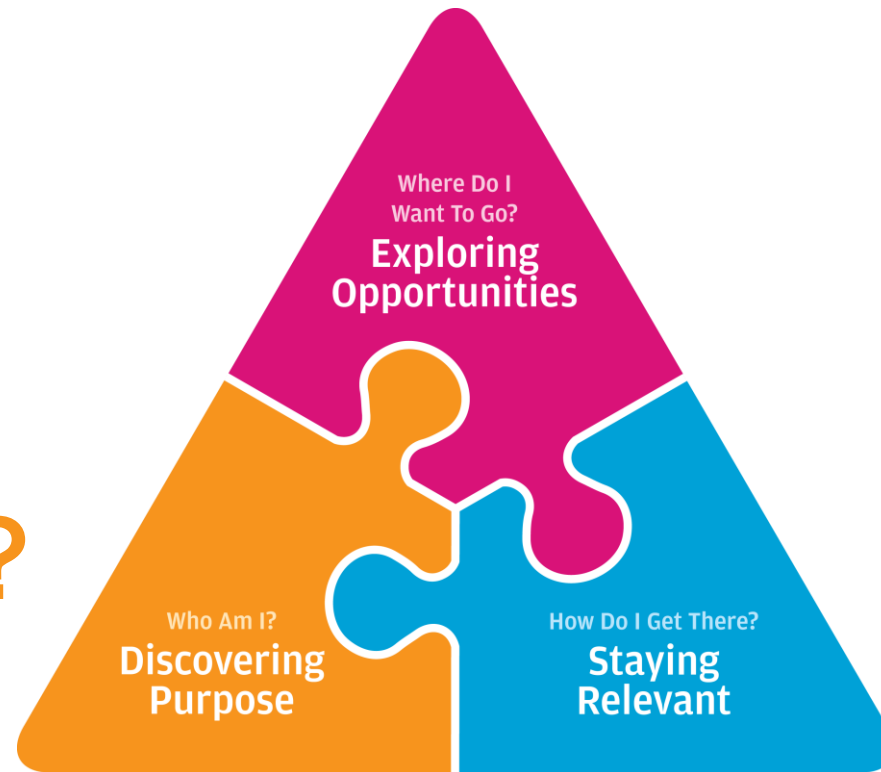 Where Do I
Want To Go?
Exploring
Opportunities
?
Who Am I?
Discovering
Purpose
How Do I Get There?
Staying
Relevant